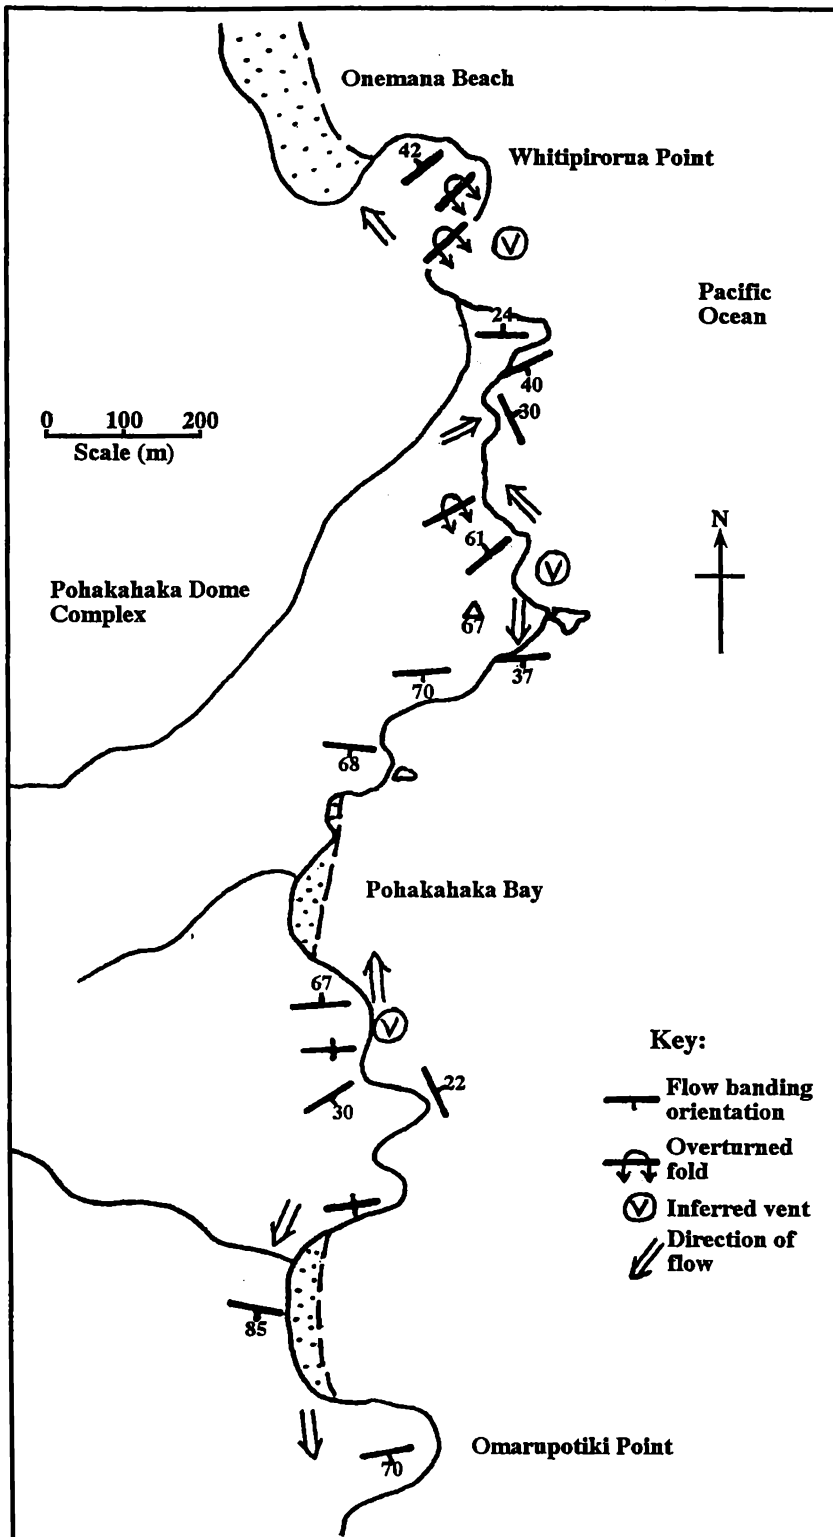 Onemana Beach
42
Whitipirorua Point
V
Pacific
Ocean
24
40
30
0 100 200
Scale (m)
N
61
V
Pohakahaka Dome
Complex
67
37
70
68
Pohakahaka Bay
67
V
Key:
22
30
Flow banding
orientation
Overturned
fold
V Inferred vent
Direction of
flow
85
Omarupotiki Point
70